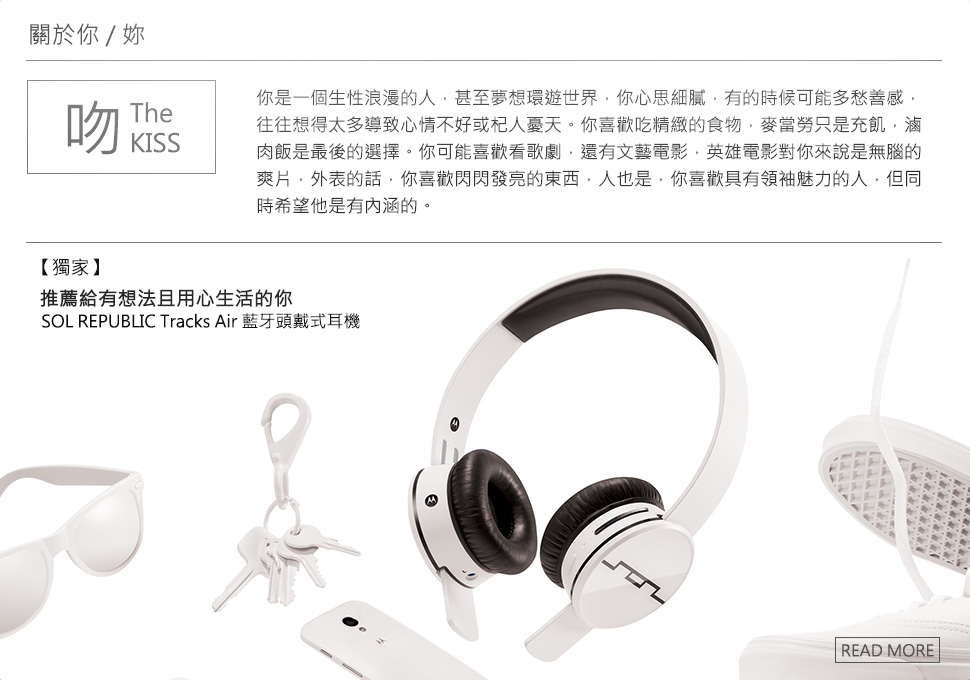 關於你 / 妳
吻 The
KISS
你是一個生性浪漫的人，甚至夢想環遊世界，你心思細膩，有的時候可能多愁善感，
往往想得太多導致心情不好或杞人憂天。你喜歡吃精緻的食物，麥當勞只是充飢，滷
肉飯是最後的選擇。你可能喜歡看歌劇，還有文藝電影，英雄電影對你來說是無腦的
爽片，外表的話，你喜歡閃閃發亮的東西，人也是，你喜歡具有領袖魅力的人，但同
時希望他是有內涵的。
【獨家】
推薦給有想法且用心生活的你
SOL REPUBLIC Tracks Air 藍牙頭戴式耳機
READ MORE